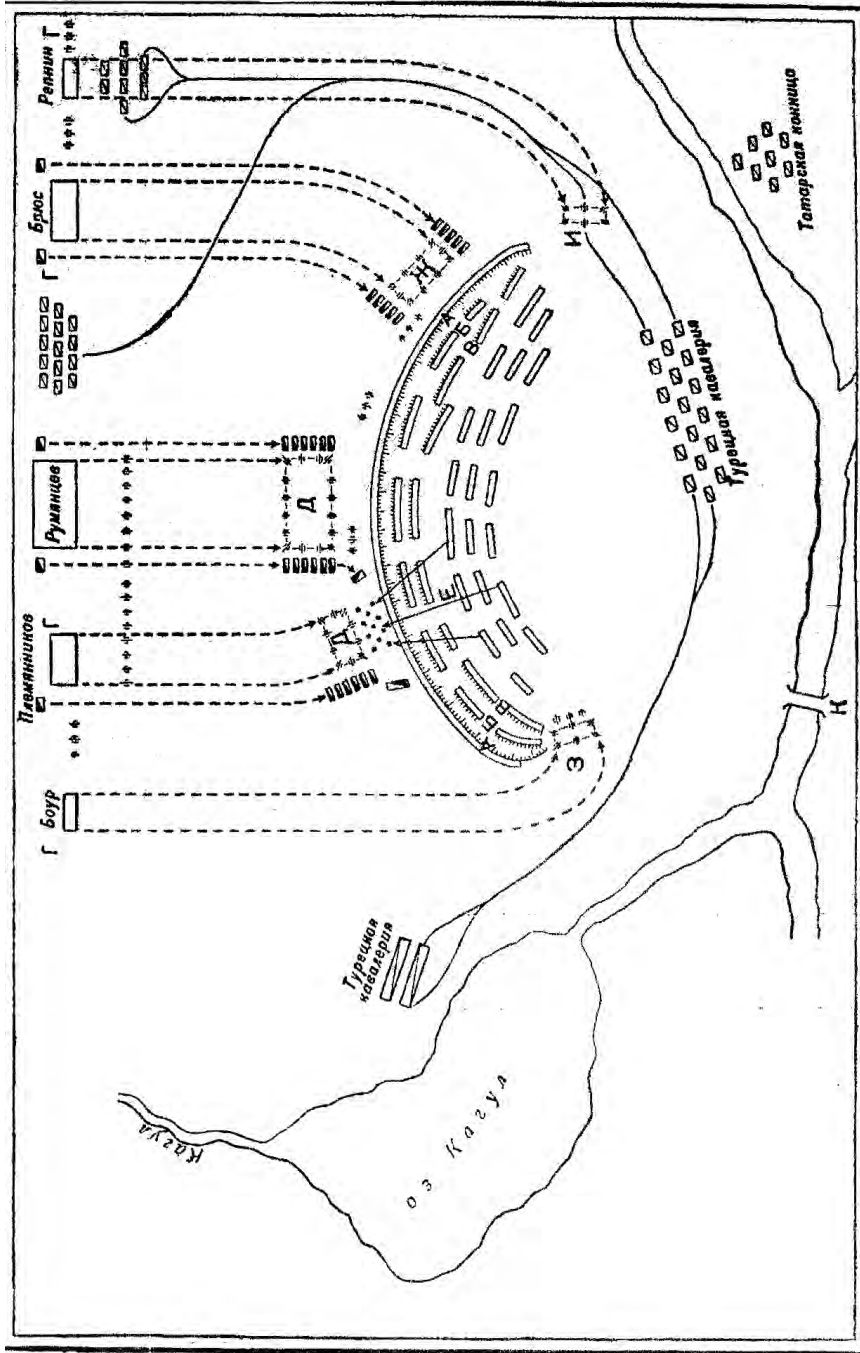 Боур
Г
Племянников
Г
Румянцев
Брюс
Г
Репнин
Г
Д
Д
Ж
А
Б
В
Е
А
Б
В
З
И
Турецкая
кавалерия
Турецкая кавалерия
Татарская конница
Кагул
оз Кагул
К